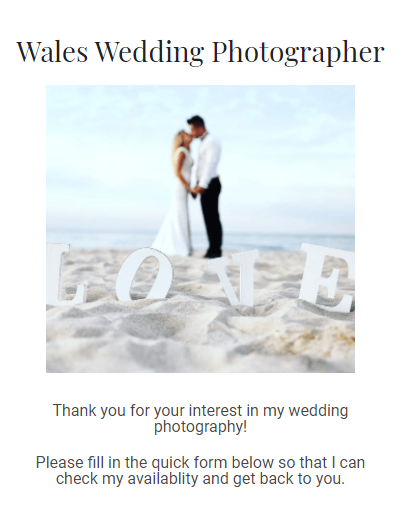 Wales Wedding Photographer
LOVE
Thank you for your interest in my wedding
photography!
Please fill in the quick form below so that I can
check my availablity and get back to you.